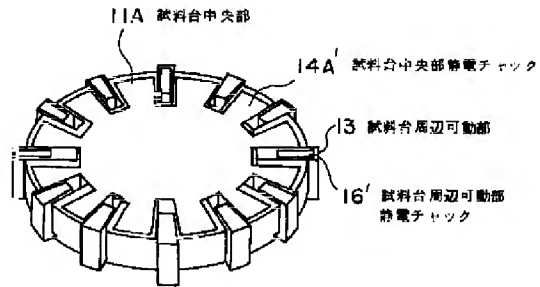 11A 試料台中央部
14A' 試料台中央部静電チャック
13 試料台周辺可動部
16' 試料台周辺可動部
静電チャック